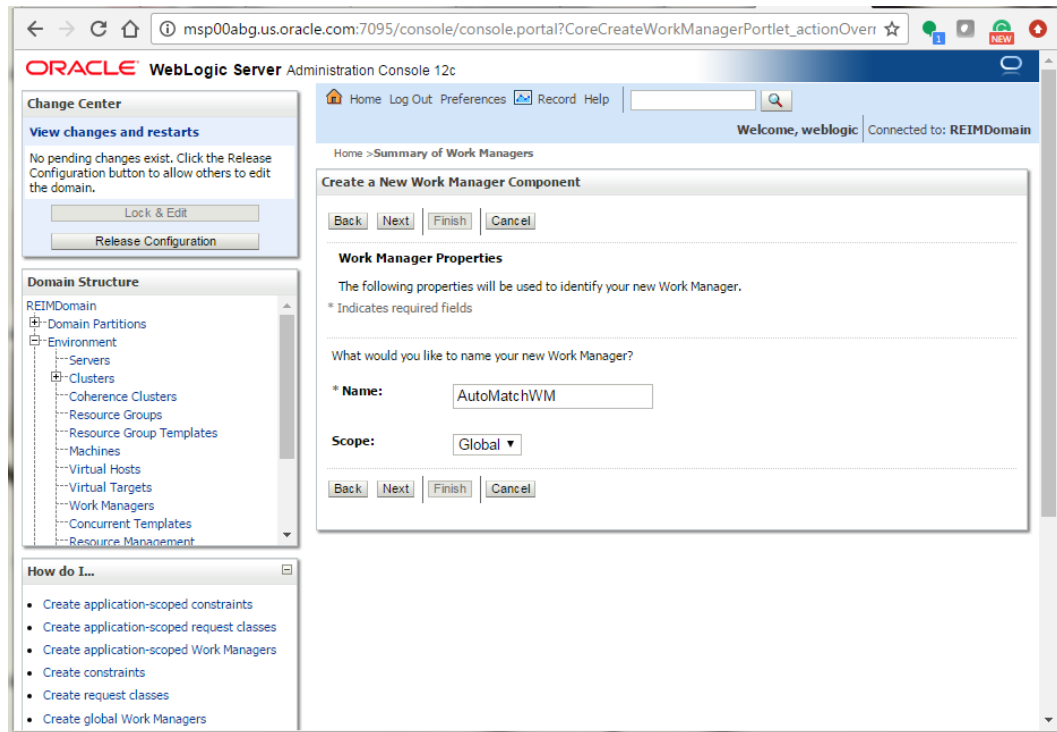 msp00abg.us.oracle.com:7095/console/console.portal?CoreCreateWorkManagerPortlet_actionOverr
1
NEW
ORACLE WebLogic Server Administration Console 12c
Change Center
View changes and restarts
No pending changes exist. Click the Release
Configuration button to allow others to edit
the domain.
Lock & Edit
Release Configuration
Domain Structure
REIMDomain
Domain Partitions
Environment
Servers
Clusters
Coherence Clusters
Resource Groups
Resource Group Templates
Machines
Virtual Hosts
Virtual Targets
Work Managers
Concurrent Templates
Resource Management
How do I...
Create application-scoped constraints
Create application-scoped request classes
Create application-scoped Work Managers
Create constraints
Create request classes
Create global Work Managers
Home Log Out Preferences Record Help
Welcome, weblogic Connected to: REIMDomain
Home >Summary of Work Managers
Create a New Work Manager Component
Back Next Finish Cancel
Work Manager Properties
The following properties will be used to identify your new Work Manager.
* Indicates required fields
What would you like to name your new Work Manager?
* Name: AutoMatchWM
Scope: Global
Back Next Finish Cancel